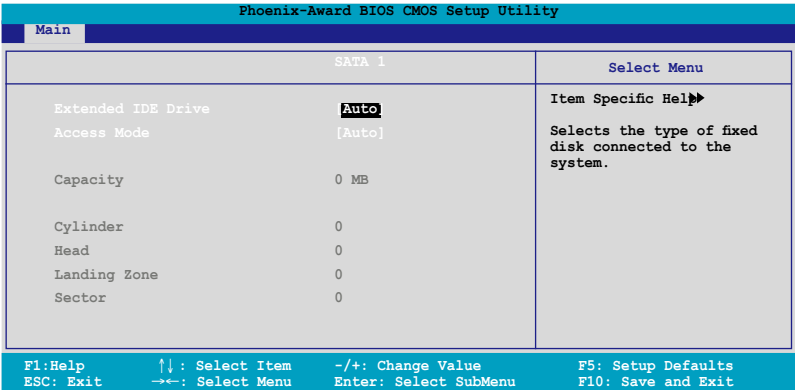 Phoenix-Award BIOS CMOS Setup Utility
Main
SATA 1
Select Menu
Extended IDE Drive [Auto]
Access Mode [Auto]
Capacity 0 MB
Cylinder 0
Head 0
Landing Zone 0
Sector 0
Item Specific Help
Selects the type of fixed
disk connected to the
system.
F1:Help ↑↓: Select Item -/+: Change Value F5: Setup Defaults
ESC: Exit →←: Select Menu Enter: Select SubMenu F10: Save and Exit